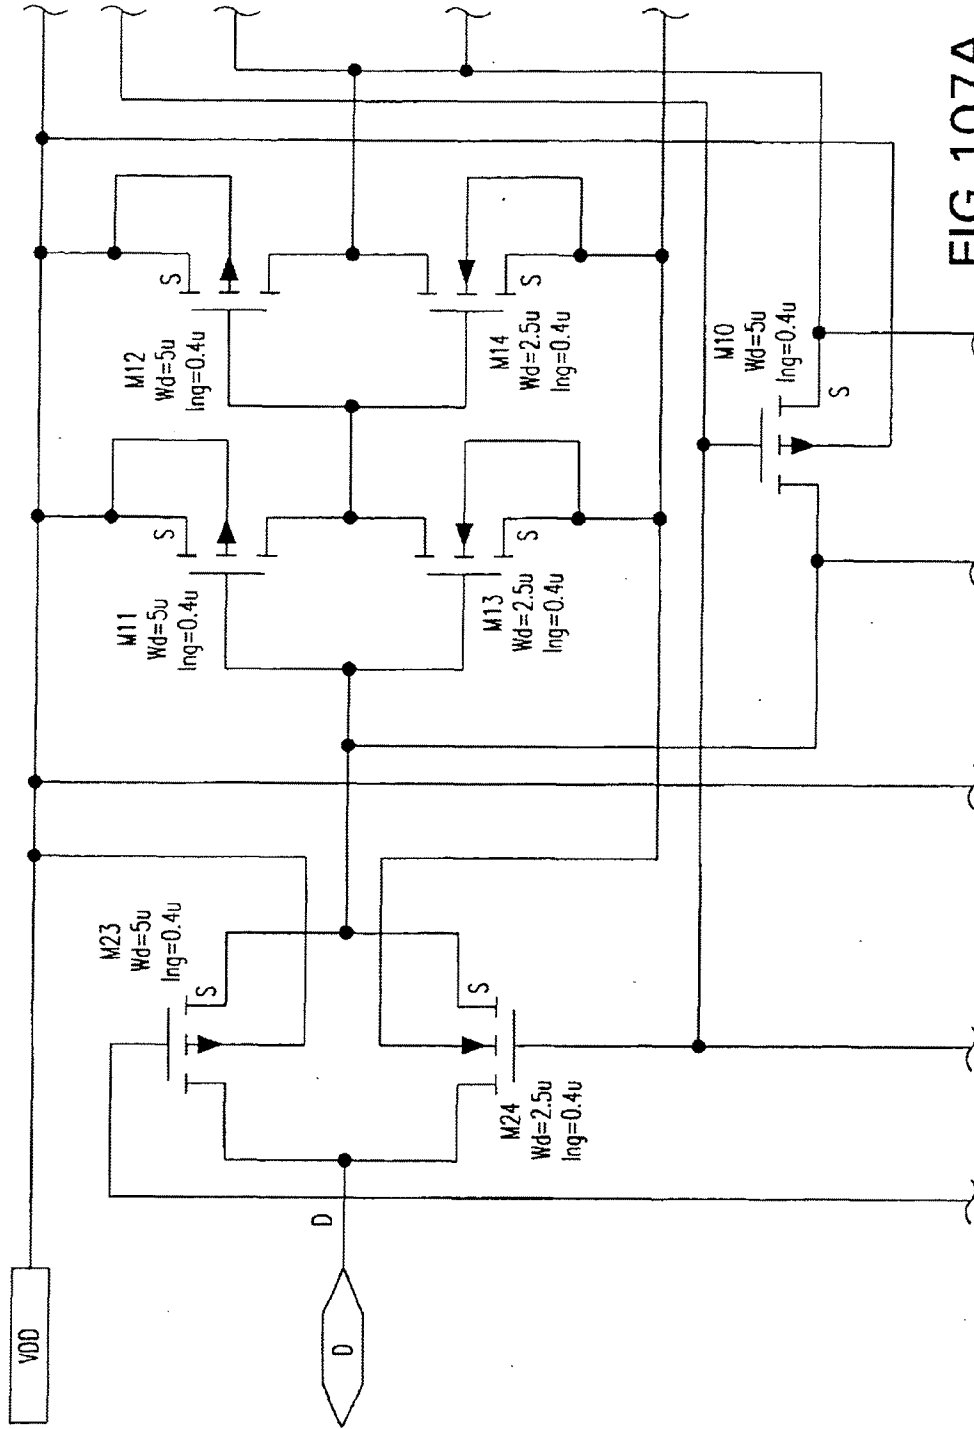 VDD
D
D
M23
Wd=5u
lng=0.4u
S
M24
Wd=2.5u
lng=0.4u
S
M11
Wd=5u
lng=0.4u
S
M13
Wd=2.5u
lng=0.4u
S
M12
Wd=5u
lng=0.4u
S
M14
Wd=2.5u
lng=0.4u
S
M10
Wd=5u
lng=0.4u
S
FIG 107A